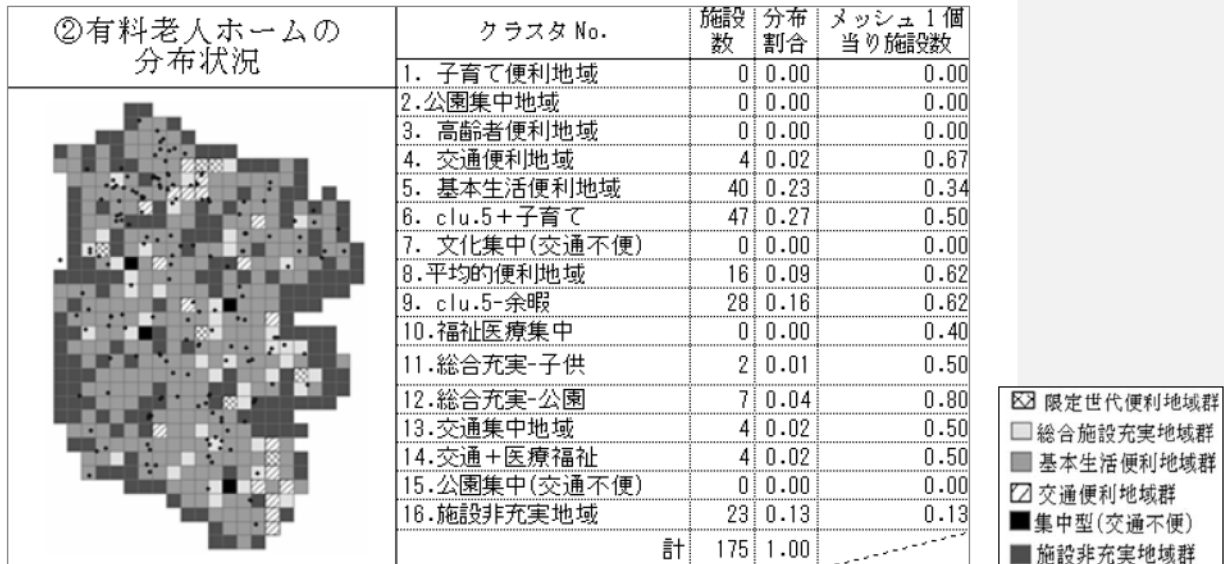 ②有料老人ホームの
分布状況
クラスタNo. 施設数 分布割合 メッシュ1個当り施設数
1. 子育て便利地域 0 0.00 0.00
2.公園集中地域 0 0.00 0.00
3. 高齢者便利地域 0 0.00 0.00
4. 交通便利地域 4 0.02 0.67
5. 基本生活便利地域 40 0.23 0.34
6. clu.5+子育て 47 0.27 0.50
7. 文化集中(交通不便) 0 0.00 0.00
8.平均的便利地域 16 0.09 0.62
9. clu.5-余暇 28 0.16 0.62
10.福祉医療集中 0 0.00 0.40
11.総合充実-子供 2 0.01 0.50
12.総合充実-公園 7 0.04 0.80
13.交通集中地域 4 0.02 0.50
14.交通+医療福祉 4 0.02 0.50
15.公園集中(交通不便) 0 0.00 0.00
16.施設非充実地域 23 0.13 0.13
計 175 1.00
限定世代便利地域群
総合施設充実地域群
基本生活便利地域群
交通便利地域群
集中型(交通不便)
施設非充実地域群